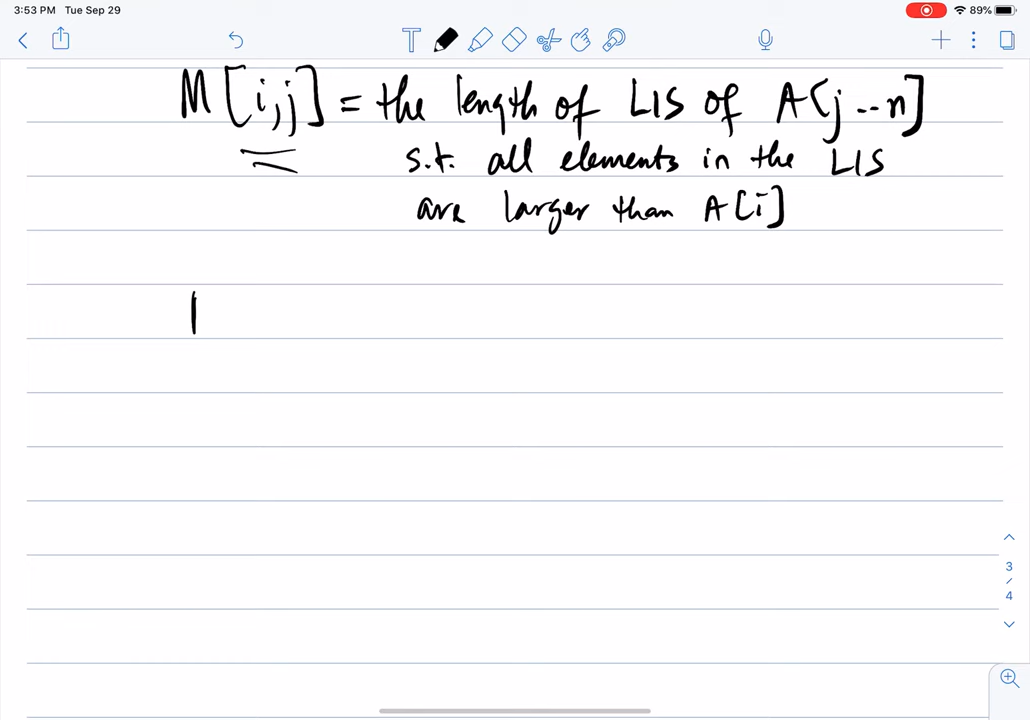 3:53 PM Tue Sep 29
89%
T
M[i,j] = the length of LIS of A[j--n]
s.t. all elements in the LIS
are larger than A[i]
3
/
4